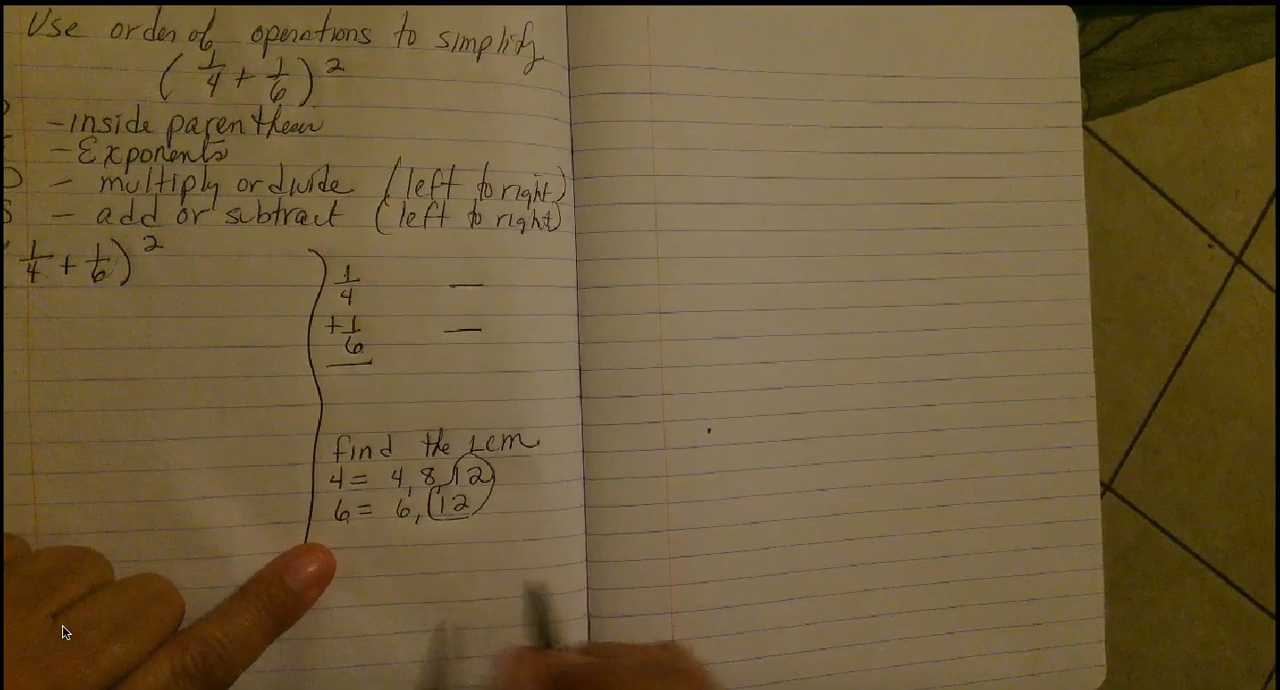 Use order of operations to simplify
(1/4 + 1/6)²
- inside parenthesis
E - Exponents
D - multiply or divide (left to right)
S - add or subtract (left to right)
(1/4 + 1/6)²
1/4 —
+ 1/6 —
find the LCM
4 = 4, 8, 12
6 = 6, 12